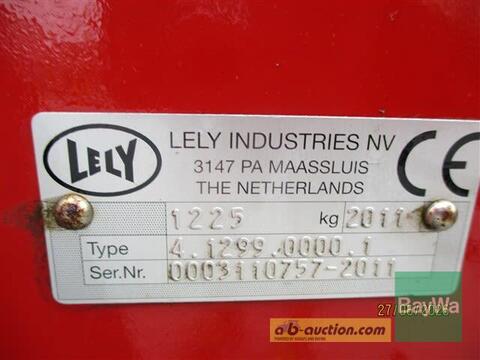 LELY
LELY INDUSTRIES NV
3147 PA MAASSLUIS
THE NETHERLANDS
CE
1225 kg 2011
Type 4.1299.0000.1
Ser.Nr. 0003110757-2011
BayWa
ab-auction.com